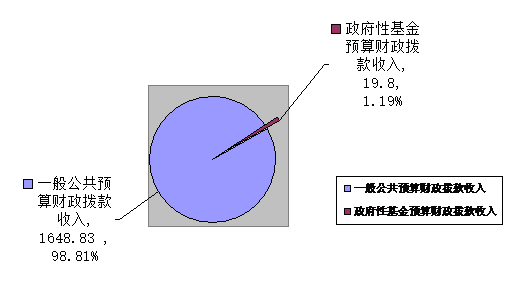 政府性基金
预算财政拨
款收入,
19.8,
1.19%
一般公共预
算财政拨款
收入,
1648.83 ,
98.81%
一般公共预算财政拨款收入
政府性基金预算财政拨款收入